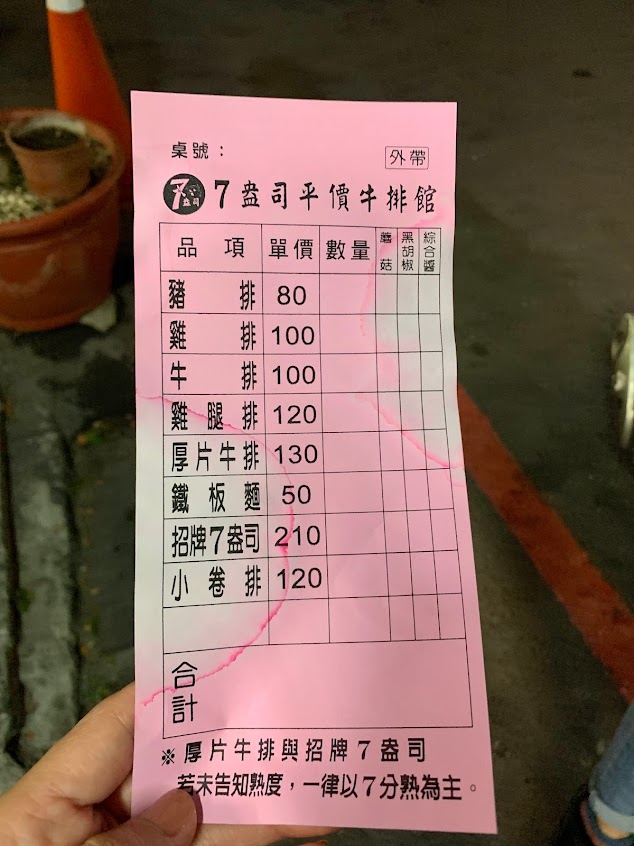 桌號：
外帶
7盎司 7盎司平價牛排館
品項 單價 數量 蘑菇 黑胡椒 綜合醬
豬排 80
雞排 100
牛排 100
雞腿排 120
厚片牛排 130
鐵板麵 50
招牌7盎司 210
小卷排 120
合計
※厚片牛排與招牌7盎司
若未告知熟度，一律以7分熟為主。